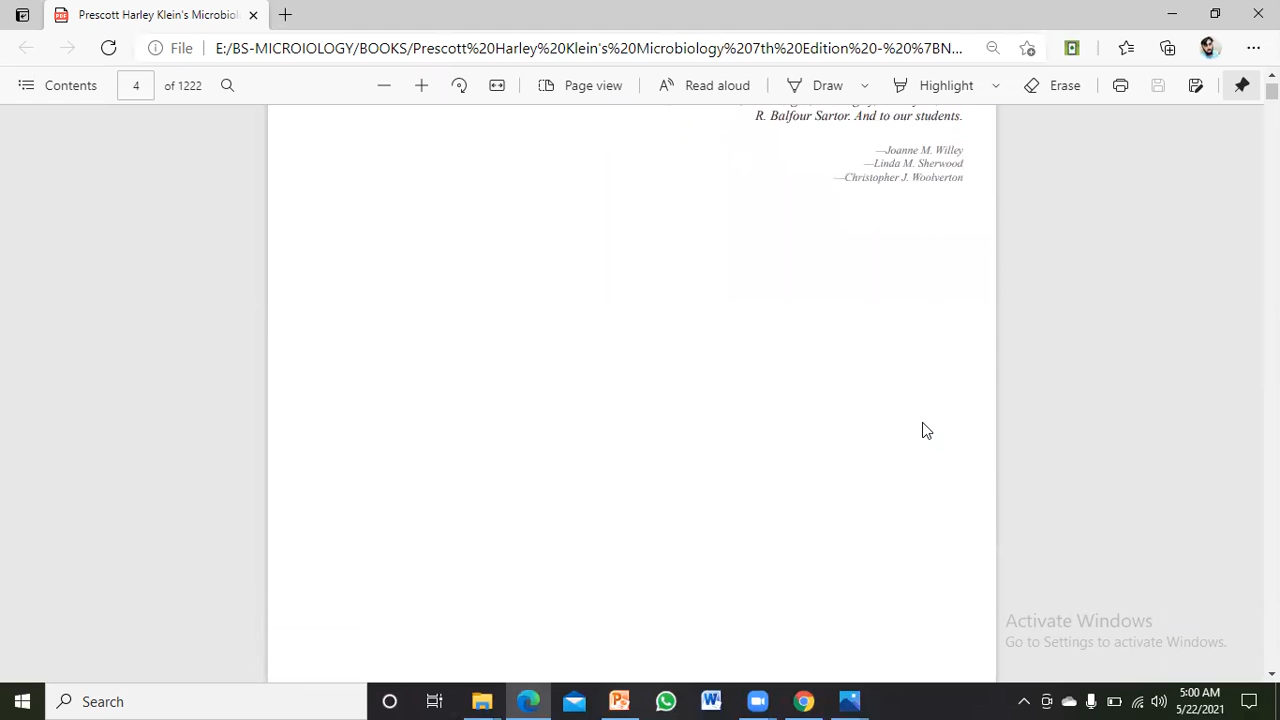 Prescott Harley Klein's Microbiol
File E:/BS-MICROIOLOGY/BOOKS/Prescott%20Harley%20Klein's%20Microbiology%207th%20Edition%20-%20%7BN...
Contents 4 of 1222 Page view Read aloud Draw Highlight Erase
R. Balfour Sartor. And to our students.
—Joanne M. Willey
—Linda M. Sherwood
—Christopher J. Woolverton
Activate Windows
Go to Settings to activate Windows.
Search
5:00 AM
5/22/2021